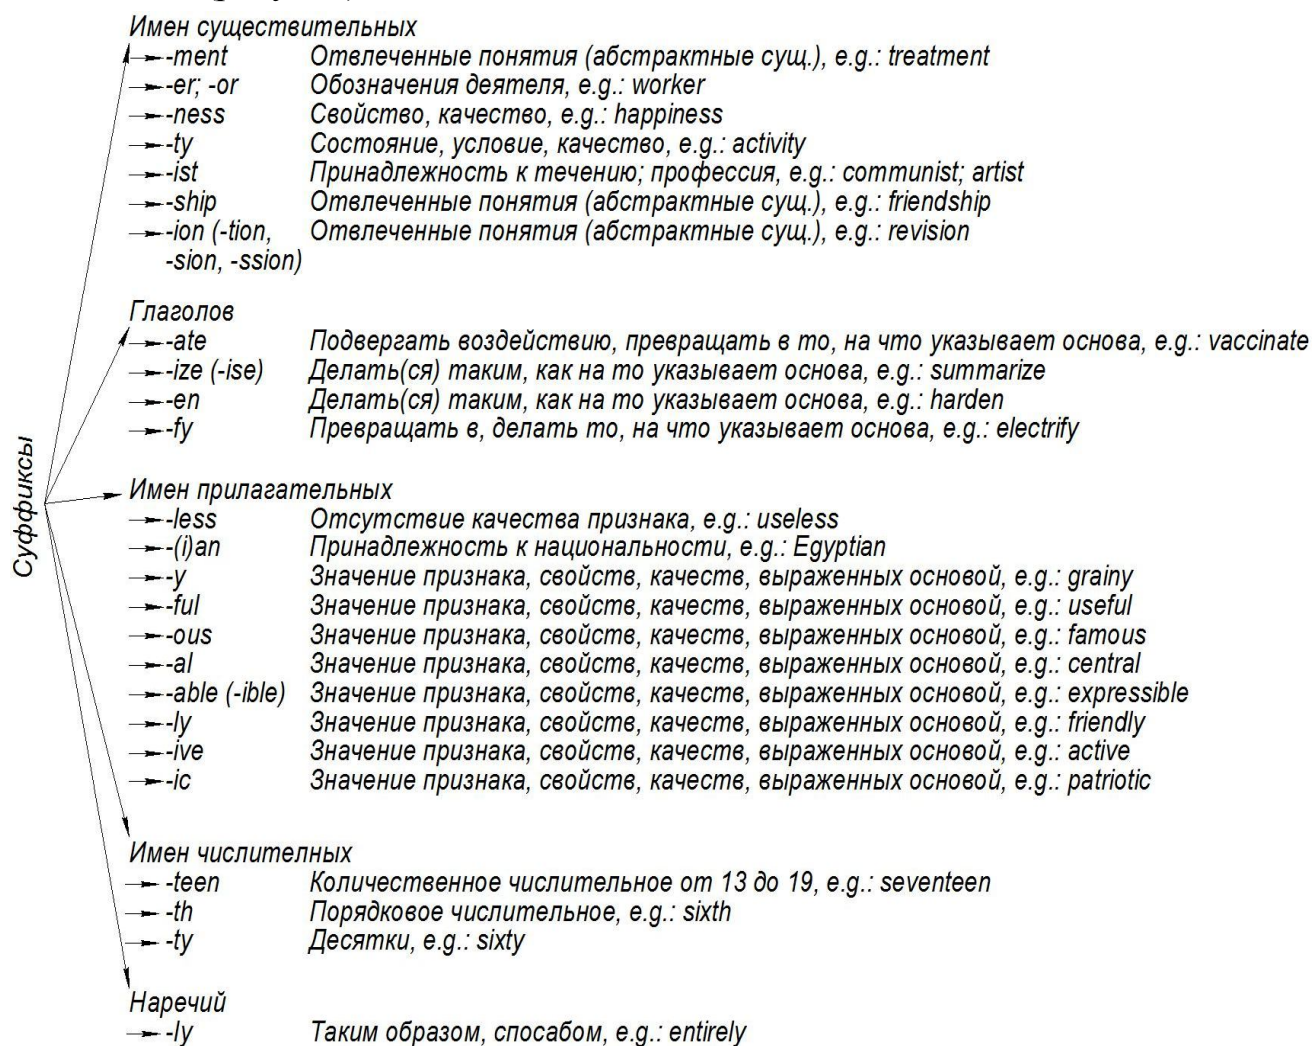 Имен существительных
-ment Отвлеченные понятия (абстрактные сущ.), e.g.: treatment
-er; -or Обозначения деятеля, e.g.: worker
-ness Свойство, качество, e.g.: happiness
-ty Состояние, условие, качество, e.g.: activity
-ist Принадлежность к течению; профессия, e.g.: communist; artist
-ship Отвлеченные понятия (абстрактные сущ.), e.g.: friendship
-ion (-tion, Отвлеченные понятия (абстрактные сущ.), e.g.: revision
-sion, -ssion)
Глаголов
-ate Подвергать воздействию, превращать в то, на что указывает основа, e.g.: vaccinate
-ize (-ise) Делать(ся) таким, как на то указывает основа, e.g.: summarize
-en Делать(ся) таким, как на то указывает основа, e.g.: harden
-fy Превращать в, делать то, на что указывает основа, e.g.: electrify
Суффиксы
Имен прилагательных
-less Отсутствие качества признака, e.g.: useless
-(i)an Принадлежность к национальности, e.g.: Egyptian
-y Значение признака, свойств, качеств, выраженных основой, e.g.: grainy
-ful Значение признака, свойств, качеств, выраженных основой, e.g.: useful
-ous Значение признака, свойств, качеств, выраженных основой, e.g.: famous
-al Значение признака, свойств, качеств, выраженных основой, e.g.: central
-able (-ible) Значение признака, свойств, качеств, выраженных основой, e.g.: expressible
-ly Значение признака, свойств, качеств, выраженных основой, e.g.: friendly
-ive Значение признака, свойств, качеств, выраженных основой, e.g.: active
-ic Значение признака, свойств, качеств, выраженных основой, e.g.: patriotic
Имен числителных
-teen Количественное числительное от 13 до 19, e.g.: seventeen
-th Порядковое числительное, e.g.: sixth
-ty Десятки, e.g.: sixty
Наречий
-ly Таким образом, спосабом, e.g.: entirely